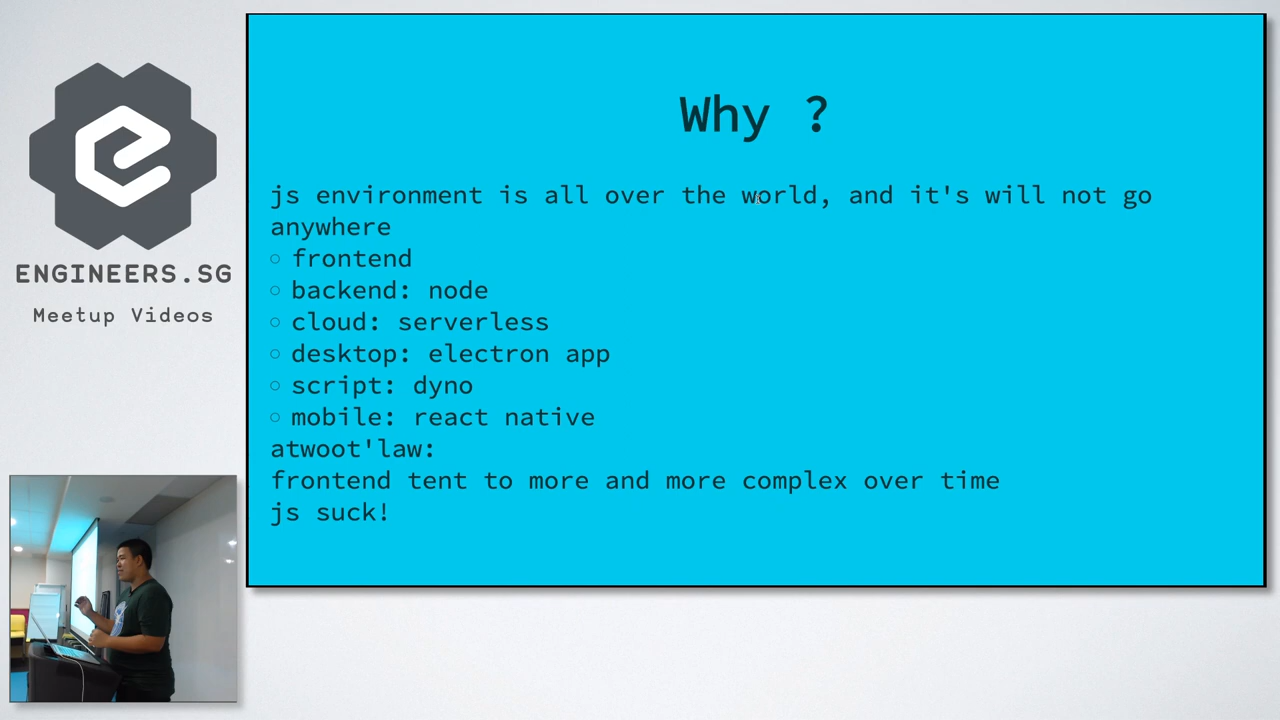 ENGINEERS.SG
Meetup Videos
Why ?
js environment is all over the world, and it's will not go
anywhere
○ frontend
○ backend: node
○ cloud: serverless
○ desktop: electron app
○ script: dyno
○ mobile: react native
atwoot'law:
frontend tent to more and more complex over time
js suck!